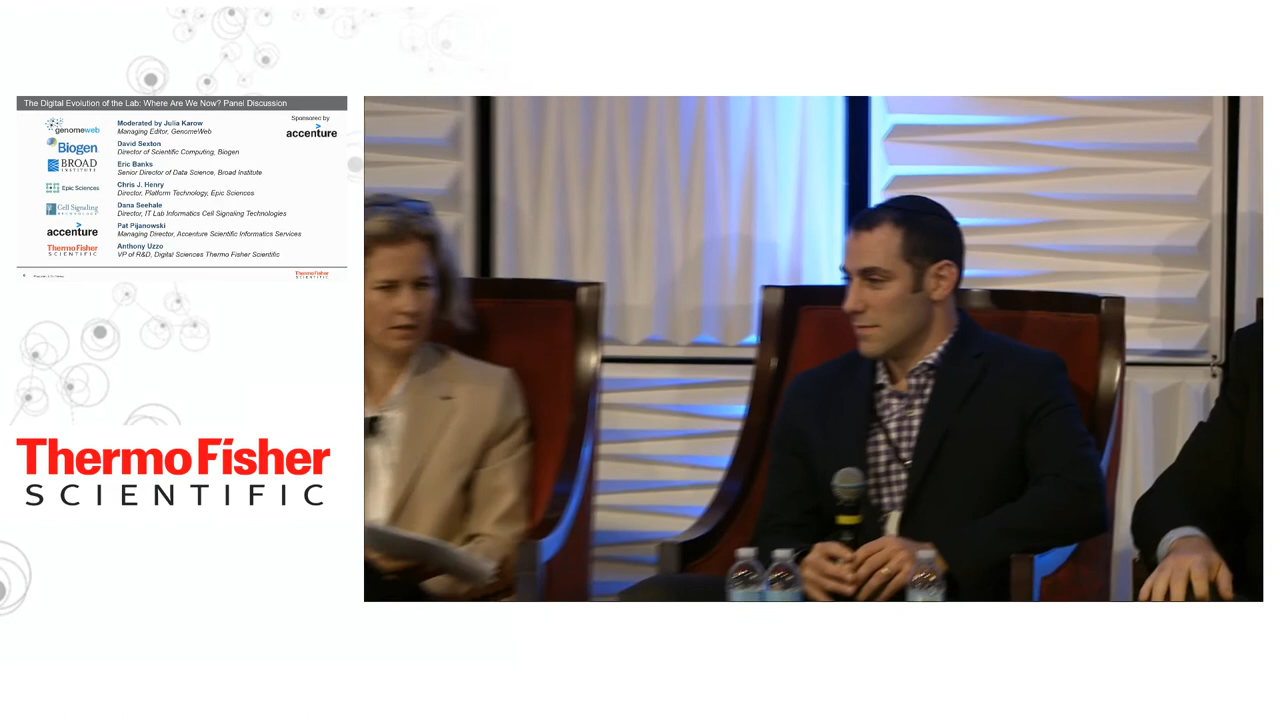 The Digital Evolution of the Lab: Where Are We Now? Panel Discussion
Sponsored by
accenture
genomeweb
Moderated by Julia Karow
Managing Editor, GenomeWeb
Biogen
David Sexton
Director of Scientific Computing, Biogen
BROAD
INSTITUTE
Eric Banks
Senior Director of Data Science, Broad Institute
Epic Sciences
Chris J. Henry
Director, Platform Technology, Epic Sciences
Cell Signaling
TECHNOLOGY
Dana Seehale
Director, IT Lab Informatics Cell Signaling Technologies
accenture
Pat Pijanowski
Managing Director, Accenture Scientific Informatics Services
ThermoFisher
SCIENTIFIC
Anthony Uzzo
VP of R&D, Digital Sciences Thermo Fisher Scientific
ThermoFisher
SCIENTIFIC
ThermoFisher
SCIENTIFIC